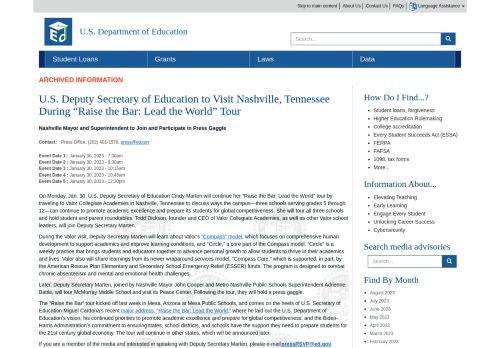 Skip to main content | About Us | Contact Us | FAQs | Language Assistance
U.S. Department of Education
Search...
Student Loans
Grants
Laws
Data
ARCHIVED INFORMATION
U.S. Deputy Secretary of Education to Visit Nashville, Tennessee
During “Raise the Bar: Lead the World” Tour
Nashville Mayor and Superintendent to Join and Participate in Press Gaggle
Contact: Press Office, (202) 401-1576, press@ed.gov
Event Date 1 : January 30, 2023 - 7:30am
Event Date 2 : January 30, 2023 - 9:30am
Event Date 3 : January 30, 2023 - 10:15am
Event Date 4 : January 30, 2023 - 10:45am
Event Date 5 : January 30, 2023 - 12:20pm
On Monday, Jan. 30, U.S. Deputy Secretary of Education Cindy Marten will continue her “Raise the Bar: Lead the World” tour by
traveling to Valor Collegiate Academies in Nashville, Tennessee to discuss ways the campus—three schools serving grades 5 through
12—can continue to promote academic excellence and prepare its students for global competitiveness. She will tour all three schools
and hold student and parent roundtables. Todd Dickson, founder and CEO of Valor Collegiate Academies, as well as other Valor school
leaders, will join Deputy Secretary Marten.
During the Valor visit, Deputy Secretary Marten will learn about Valor's “Compass” model, which focuses on comprehensive human
development to support academics and improve learning conditions, and “Circle,” a core part of the Compass model. “Circle” is a
weekly practice that brings students and educators together to advance personal growth to allow students to thrive in their academics
and lives. Valor also will share learnings from its newer wraparound services model, “Compass Care,” which is supported, in part, by
the American Rescue Plan Elementary and Secondary School Emergency Relief (ESSER) funds. The program is designed to combat
chronic absenteeism and mental and emotional health challenges.
Later, Deputy Secretary Marten, joined by Nashville Mayor John Cooper and Metro Nashville Public Schools Superintendent Adrienne
Battle, will tour McMurray Middle School and visit its Peace Center. Following the tour, they will hold a press gaggle.
The “Raise the Bar” tour kicked off last week in Mesa, Arizona at Mesa Public Schools, and comes on the heels of U.S. Secretary of
Education Miguel Cardona's recent major address, “Raise the Bar: Lead the World,” where he laid out the U.S. Department of
Education's vision, his continued priorities to promote academic excellence and prepare for global competitiveness, and the Biden-
Harris Administration's commitment to ensuring states, school districts, and schools have the support they need to prepare students for
the 21st century global economy. The tour will continue in other states, which will be announced later.
If you are a member of the media and interested in speaking with Deputy Secretary Marten, please e-mail pressRSVP@ed.gov.
How Do I Find...?
Student loans, forgiveness
Higher Education Rulemaking
College accreditation
Every Student Succeeds Act (ESSA)
FERPA
FAFSA
1098, tax forms
More...
Information About...
Elevating Teaching
Early Learning
Engage Every Student
Unlocking Career Success
Cybersecurity
Search media advisories
Search...
Find By Month
August 2023
July 2023
June 2023
May 2023
April 2023
March 2023
February 2023